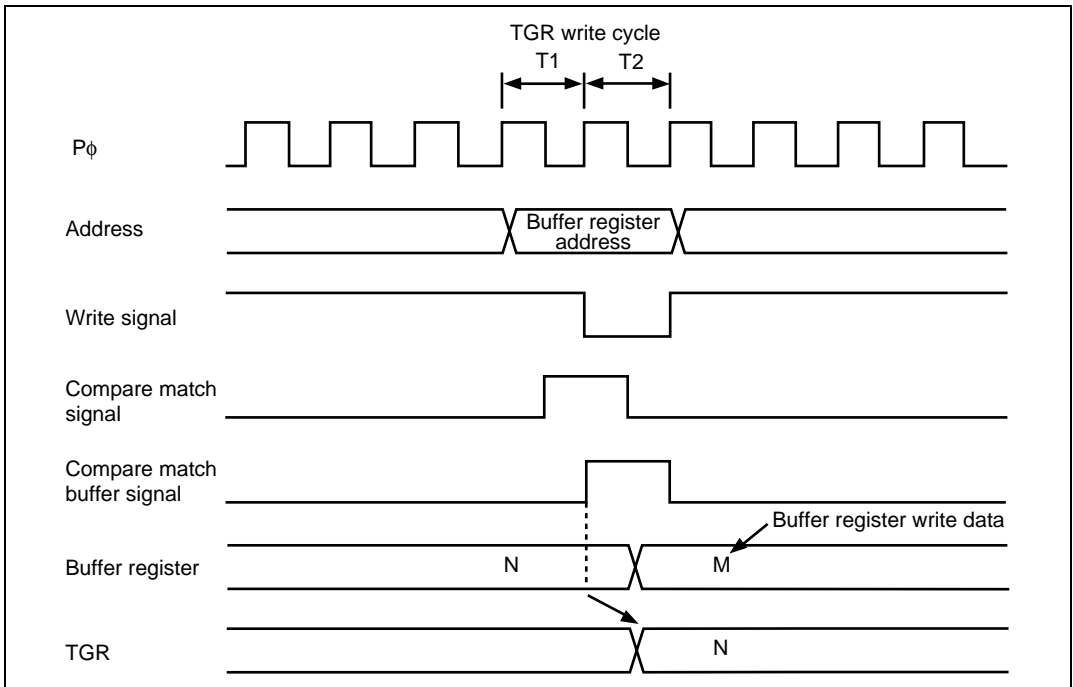 TGR write cycle
T1 T2
Pϕ
Address
Buffer register
address
Write signal
Compare match
signal
Compare match
buffer signal
Buffer register write data
Buffer register
N M
TGR
N